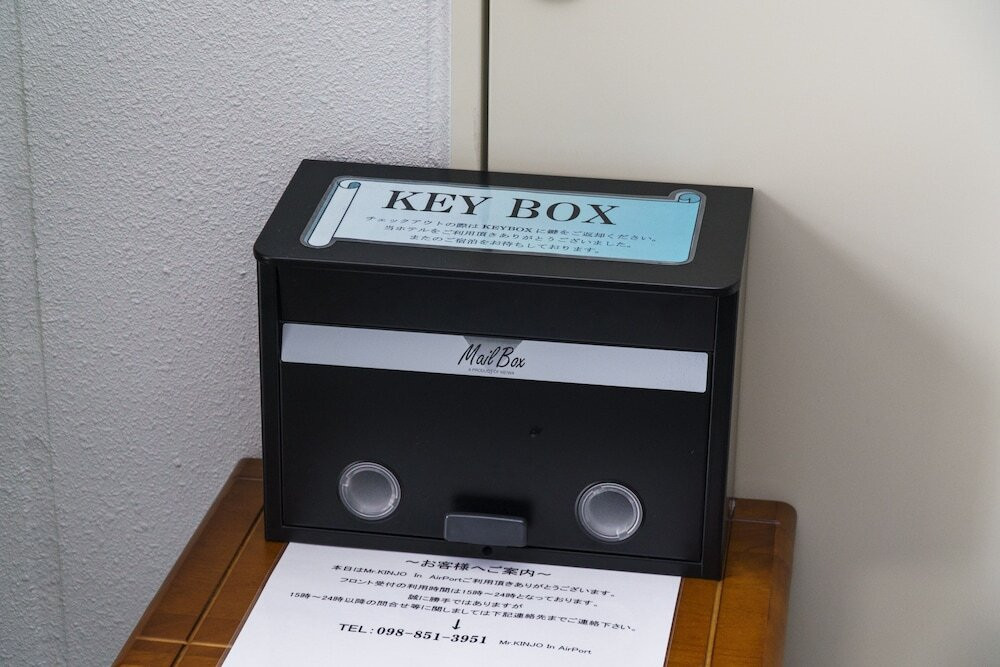 KEY BOX
チェックアウトの際は KEYBOX に鍵をご返却ください。
当ホテルをご利用頂きありがとうございました。
またのご宿泊をお待ちしております。
Mail Box
A PRODUCT OF MEIWA
～お客様へご案内～
本日はMr.KINJO In AirPortご利用頂きありがとうございます。
フロント受付の利用時間は15時～24時となっております。
誠に勝手ではありますが
15時～24時以降の問合せ等に関しましては下記連絡先までご連絡下さい。
↓
TEL：098-851-3951 Mr.KINJO In AirPort